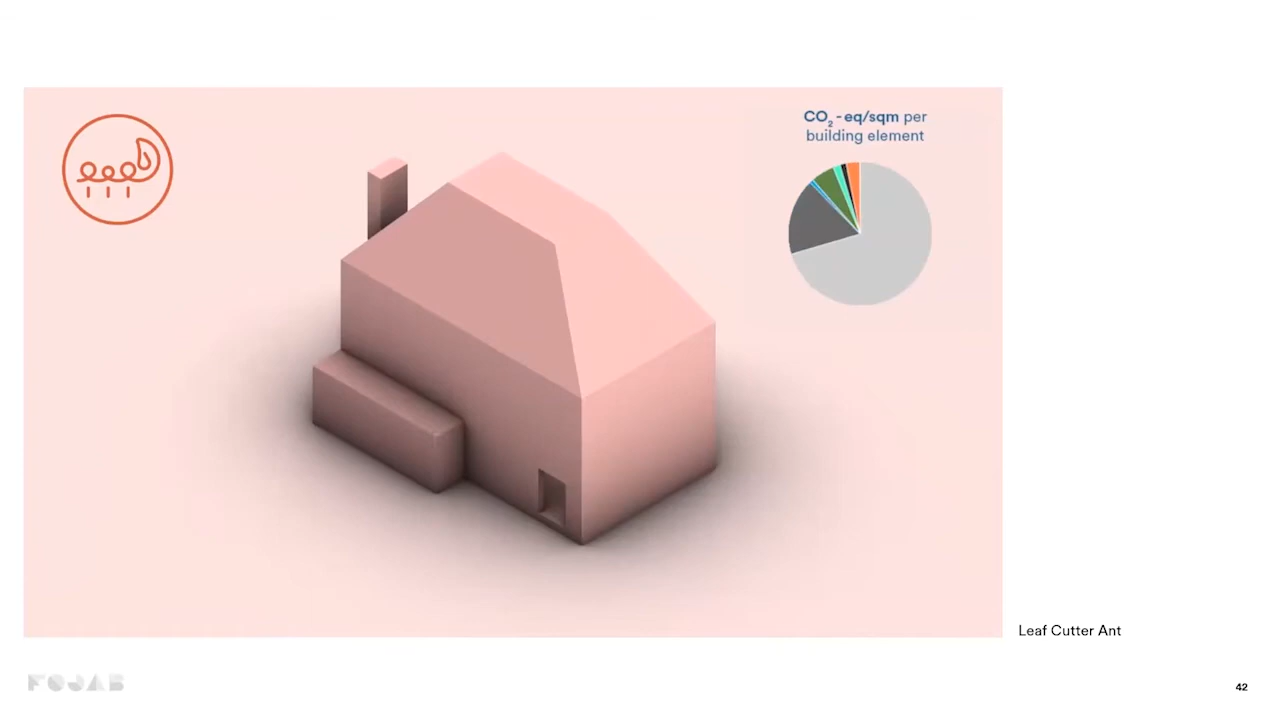 CO₂ - eq/sqm per
building element
Leaf Cutter Ant
FOJAB
42